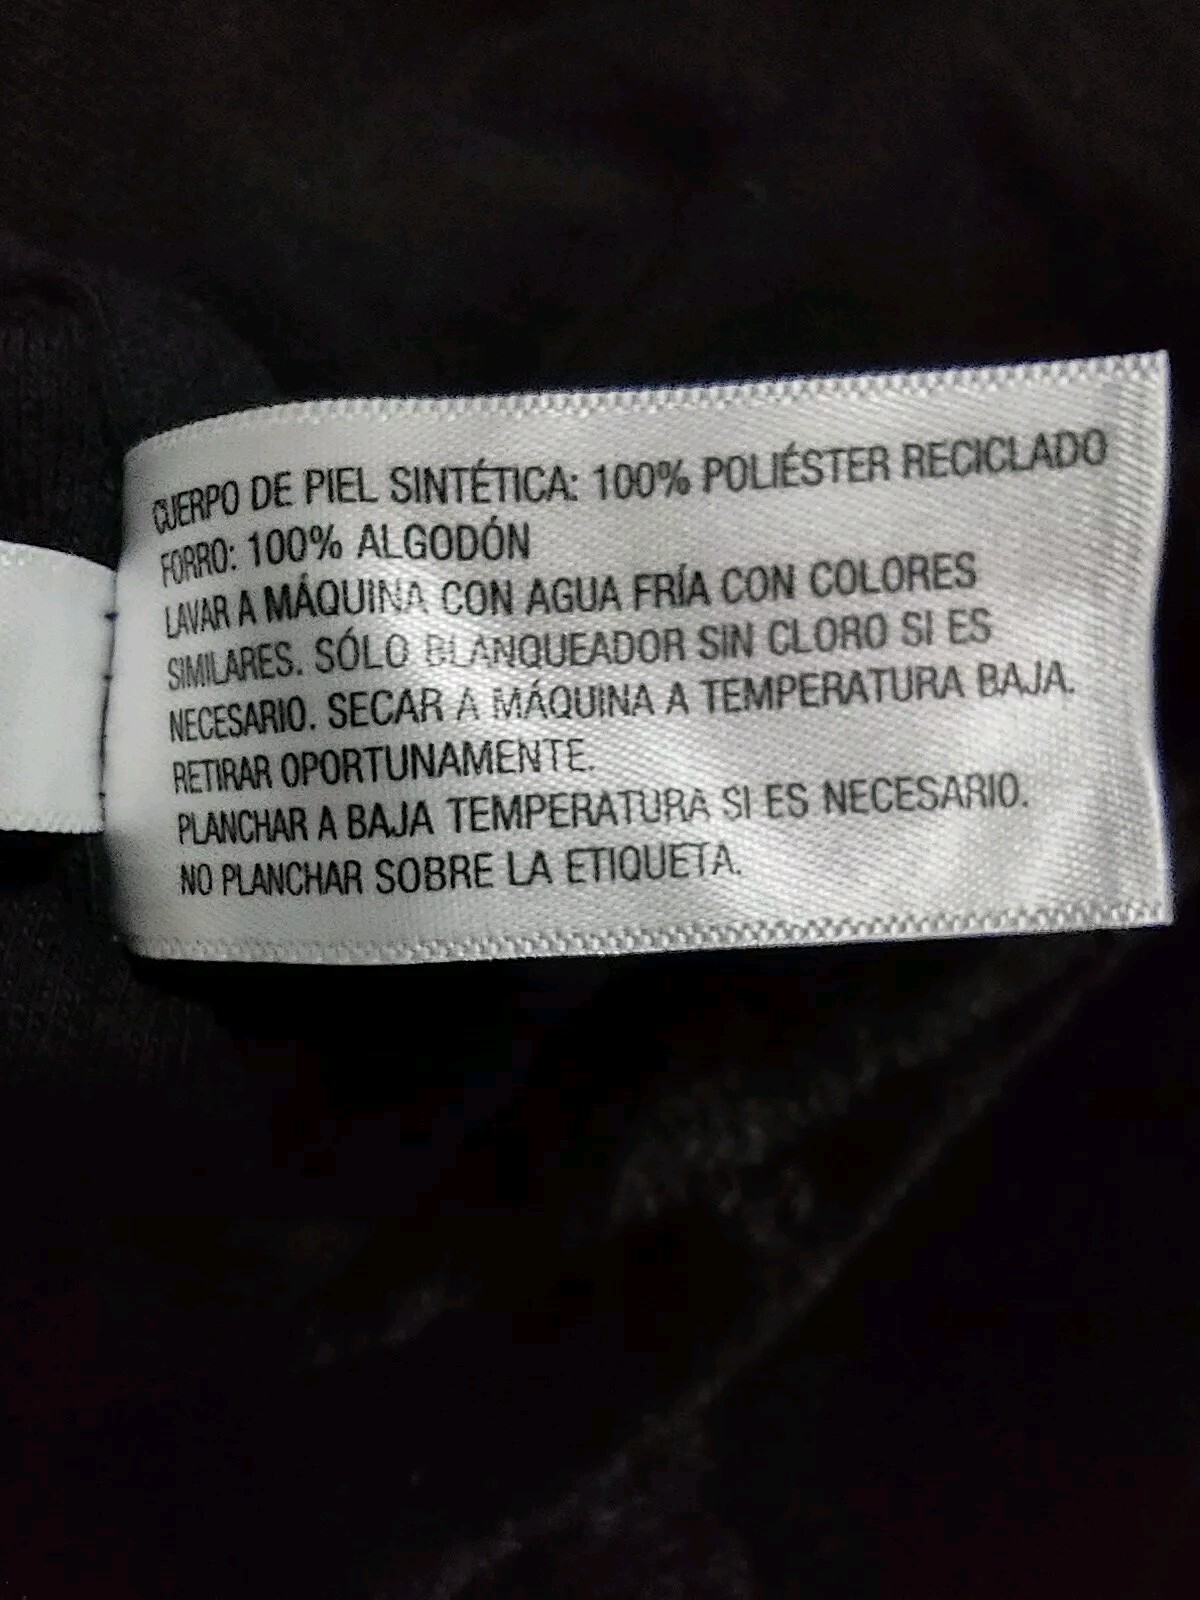 CUERPO DE PIEL SINTÉTICA: 100% POLIÉSTER RECICLADO
FORRO: 100% ALGODÓN
LAVAR A MÁQUINA CON AGUA FRÍA CON COLORES
SIMILARES. SÓLO BLANQUEADOR SIN CLORO SI ES
NECESARIO. SECAR A MÁQUINA A TEMPERATURA BAJA.
RETIRAR OPORTUNAMENTE.
PLANCHAR A BAJA TEMPERATURA SI ES NECESARIO.
NO PLANCHAR SOBRE LA ETIQUETA.